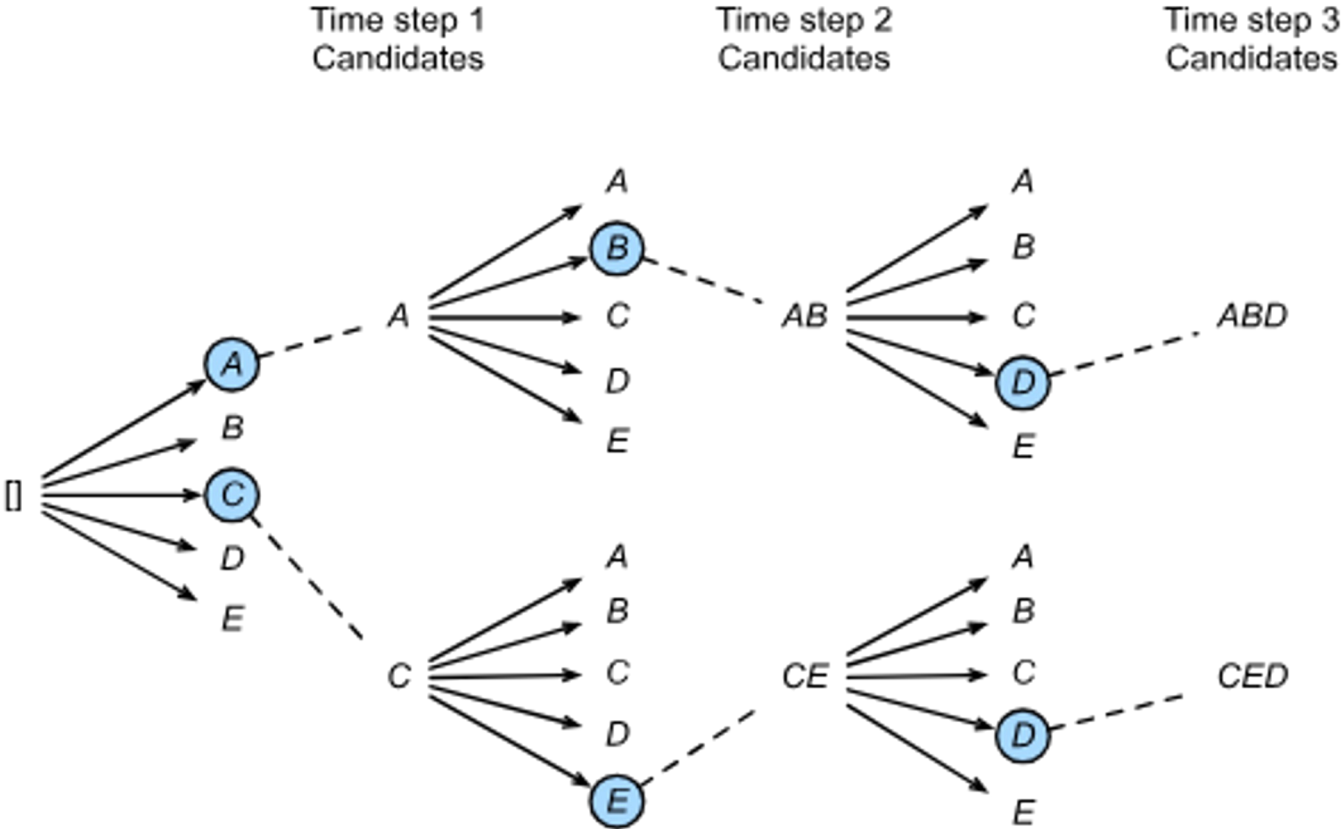 Time step 1
Candidates
Time step 2
Candidates
Time step 3
Candidates
[]
A
B
C
D
E
A
C
A
B
C
D
E
A
B
C
D
E
AB
CE
A
B
C
D
E
A
B
C
D
E
ABD
CED